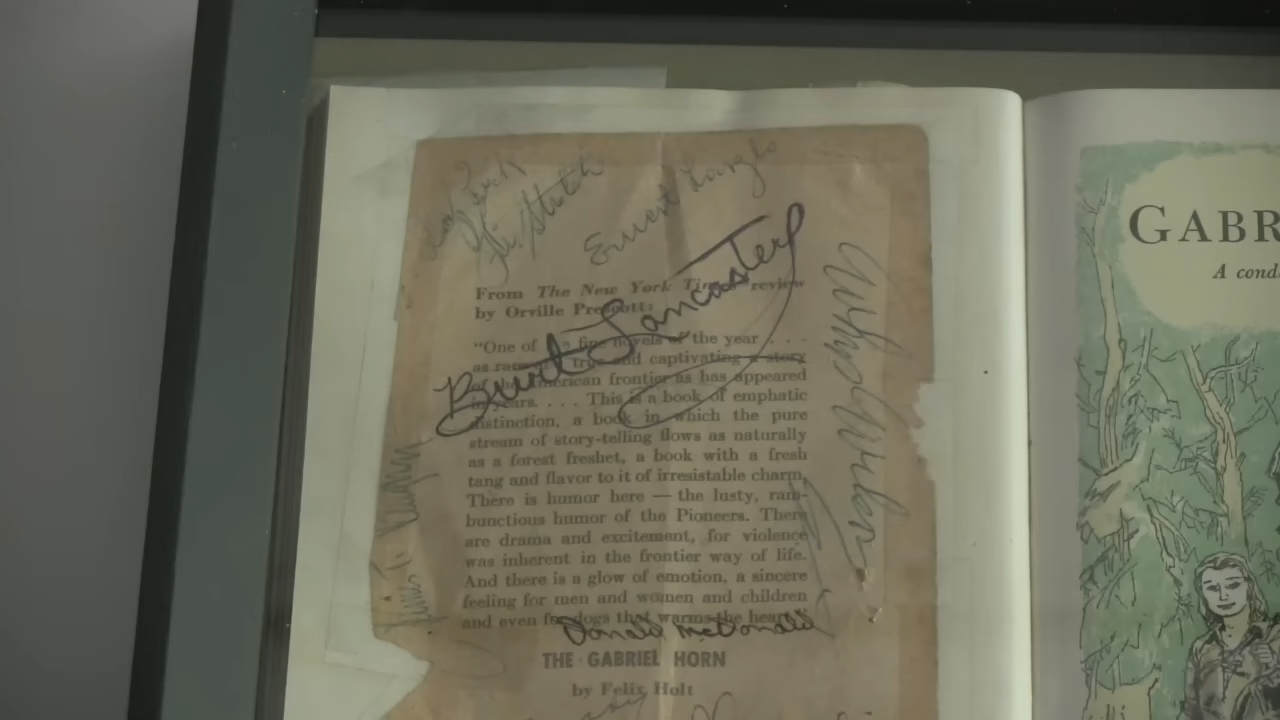 Ernest
Burt Lancaster
From The New York Times review
by Orville Prescott:
"One of the fine novels of the year . . .
as true and captivating a story
of the American frontier as has appeared
in years. . . . This is a book of emphatic
distinction, a book in which the pure
stream of story-telling flows as naturally
as a forest freshet, a book with a fresh
tang and flavor to it of irresistable charm.
There is humor here — the lusty, ram-
bunctious humor of the Pioneers. There
are drama and excitement, for violence
was inherent in the frontier way of life.
And there is a glow of emotion, a sincere
feeling for men and women and children
and even for dogs that warms the heart
Donald McDonald
THE GABRIEL HORN
by Felix Holt
GABR
A cond